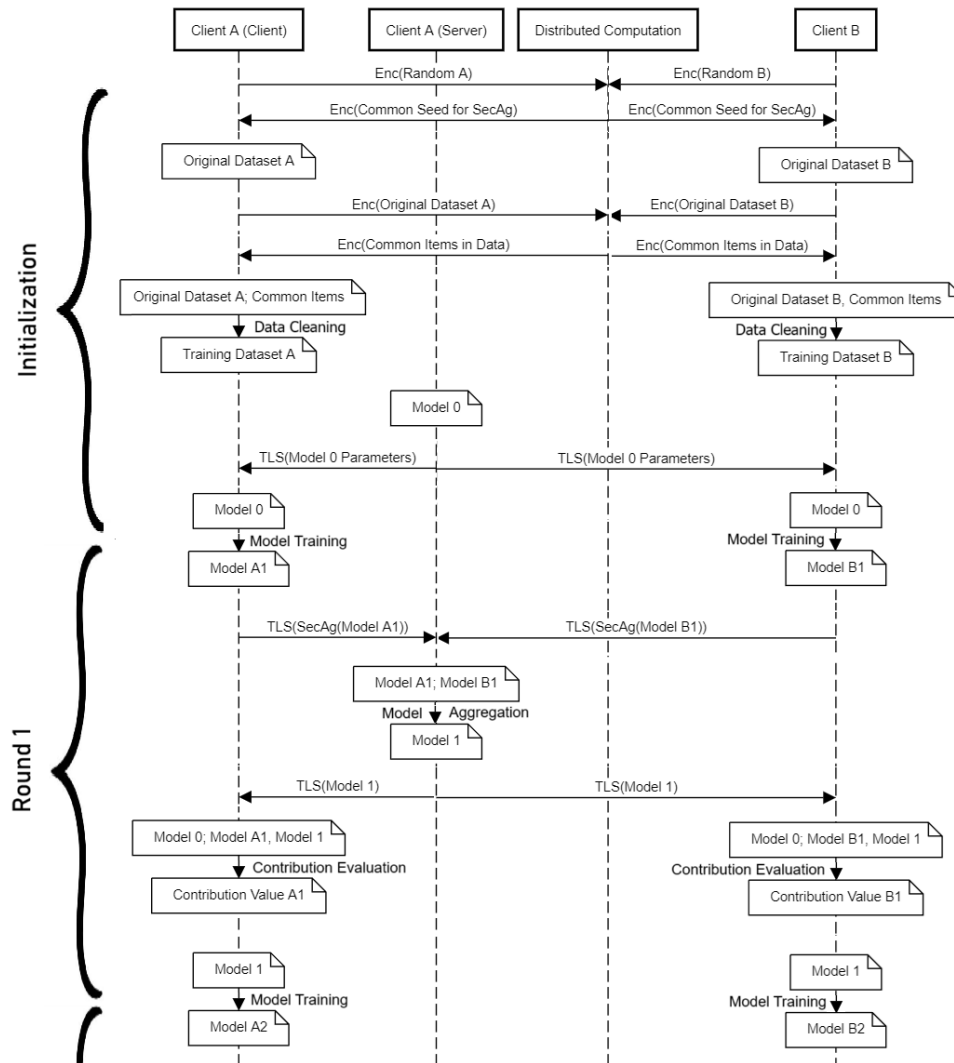 Client A (Client)
Client A (Server)
Distributed Computation
Client B
Enc(Random A)
Enc(Random B)
Enc(Common Seed for SecAg)
Enc(Common Seed for SecAg)
Original Dataset A
Original Dataset B
Enc(Original Dataset A)
Enc(Original Dataset B)
Enc(Common Items in Data)
Enc(Common Items in Data)
Initialization
Original Dataset A; Common Items
Original Dataset B, Common Items
Data Cleaning
Data Cleaning
Training Dataset A
Training Dataset B
Model 0
TLS(Model 0 Parameters)
TLS(Model 0 Parameters)
Model 0
Model 0
Model Training
Model Training
Model A1
Model B1
TLS(SecAg(Model A1))
TLS(SecAg(Model B1))
Model A1; Model B1
Model Aggregation
Model 1
Round 1
TLS(Model 1)
TLS(Model 1)
Model 0; Model A1, Model 1
Model 0; Model B1, Model 1
Contribution Evaluation
Contribution Evaluation
Contribution Value A1
Contribution Value B1
Model 1
Model 1
Model Training
Model Training
Model A2
Model B2